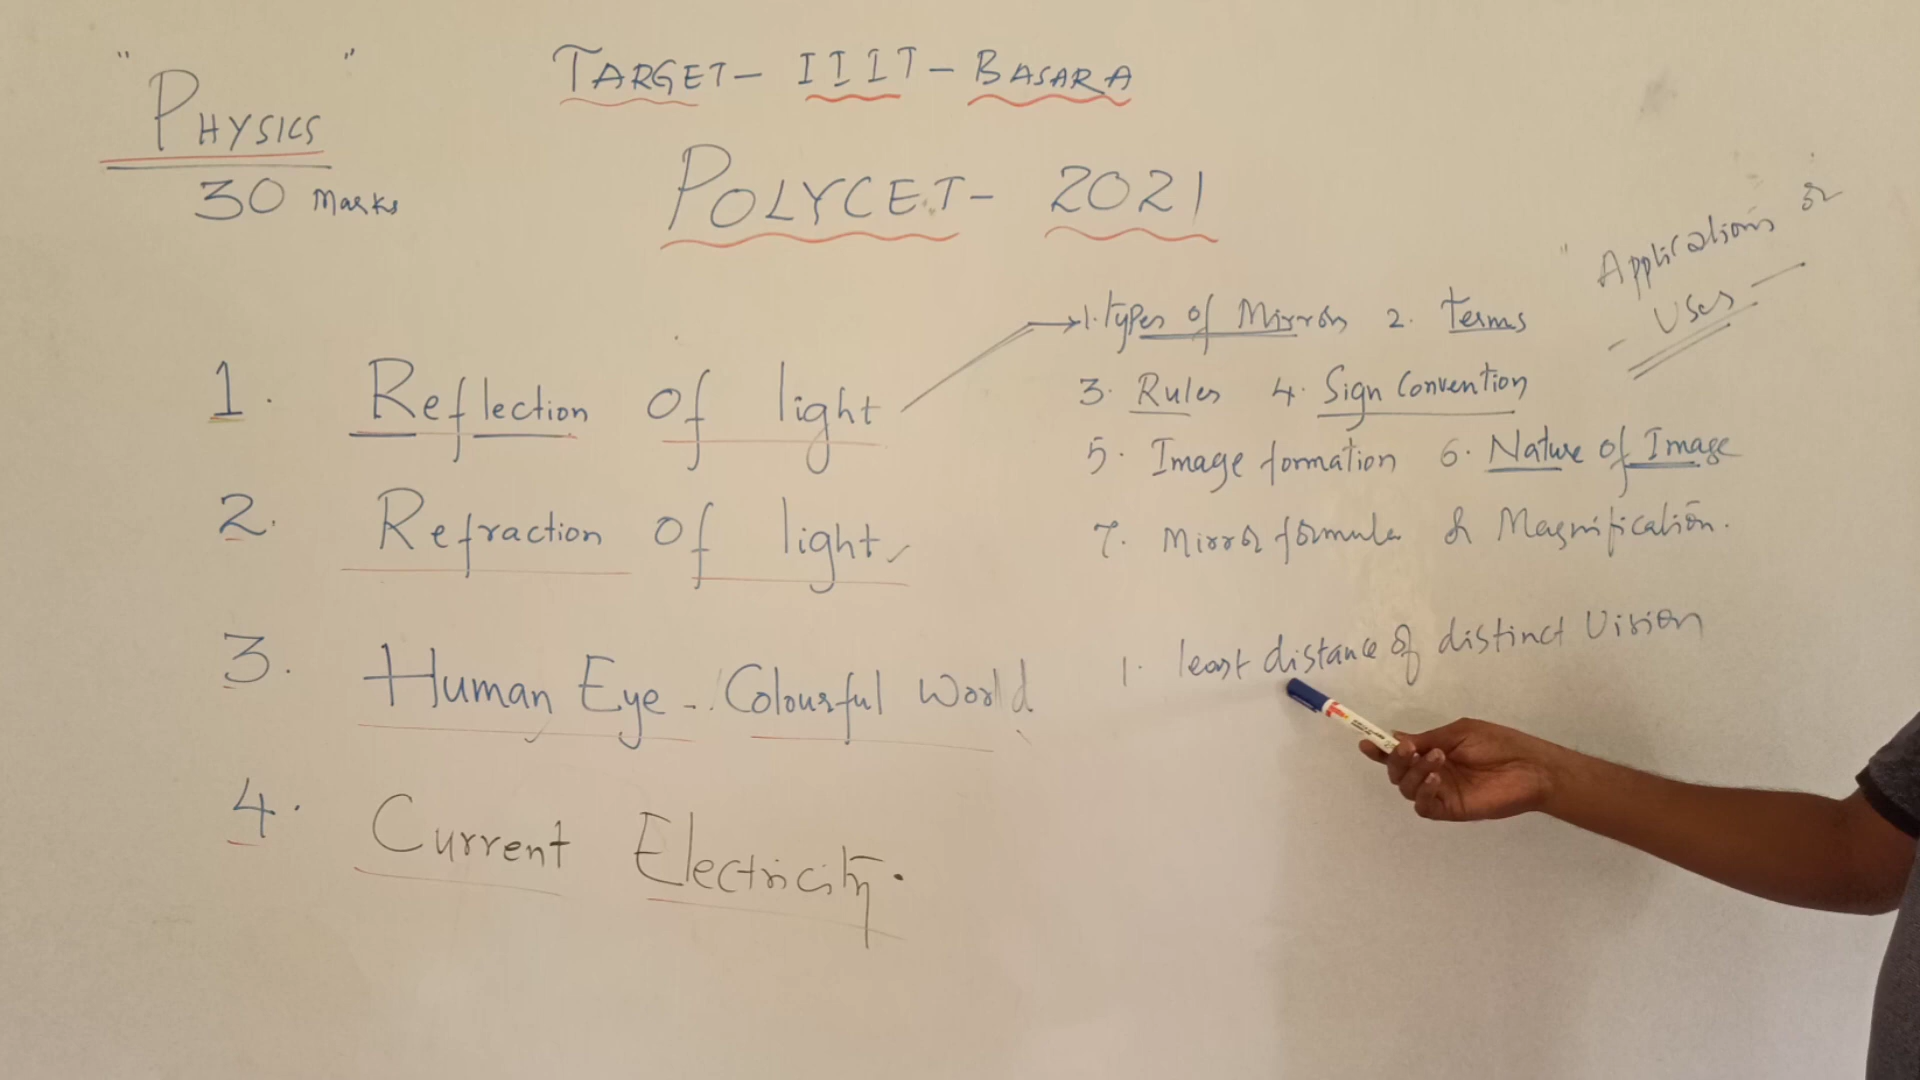 TARGET - IIIT - BASARA
"PHYSICS"
30 Marks
POLYCET - 2021
"Applications or
- Uses -
1. Reflection of light
1. types of Mirrors 2. terms
3. Rules 4. Sign Convention
5. Image formation 6. Nature of Image
7. Mirror formula & Magnification.
2. Refraction of light
3. Human Eye - Colourful World
1. least distance of distinct Vision
4. Current Electricity.